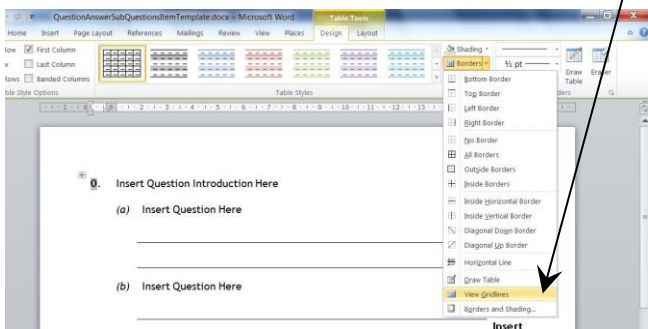 QuestionAnswerSubQuestionsItemTemplate.docx - Microsoft Word Table Tools
Home Insert Page Layout References Mailings Review View Places Design Layout
First Column
Last Column
Banded Columns
Shading
Borders
½ pt
Draw Table
Eraser
Table Styles
Bottom Border
Top Border
Left Border
Right Border
No Border
All Borders
Outside Borders
Inside Borders
Inside Horizontal Border
Inside Vertical Border
Diagonal Down Border
Diagonal Up Border
Horizontal Line
Draw Table
View Gridlines
Borders and Shading...
0. Insert Question Introduction Here
(a) Insert Question Here
(b) Insert Question Here
Insert